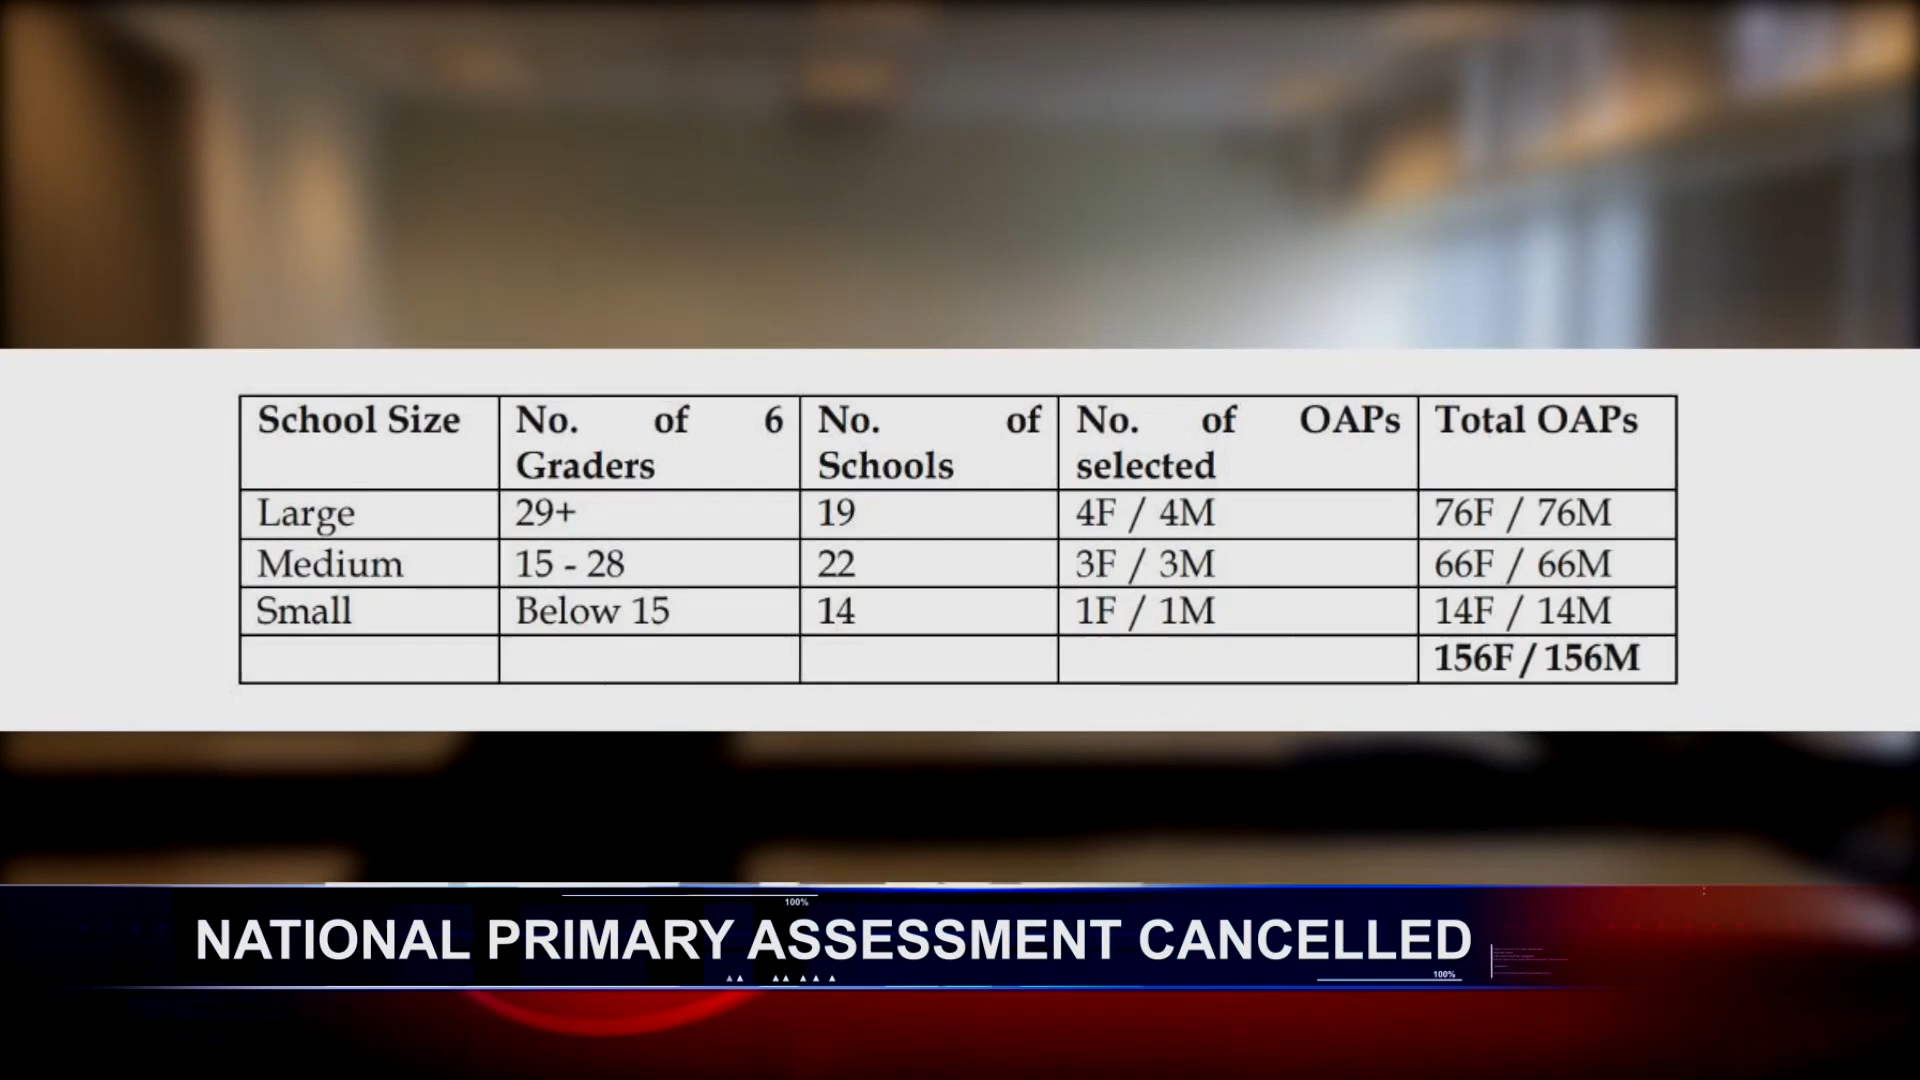 School Size No. of 6 Graders No. of Schools No. of OAPs selected Total OAPs
Large 29+ 19 4F / 4M 76F / 76M
Medium 15 - 28 22 3F / 3M 66F / 66M
Small Below 15 14 1F / 1M 14F / 14M
156F / 156M
100%
NATIONAL PRIMARY ASSESSMENT CANCELLED
100%